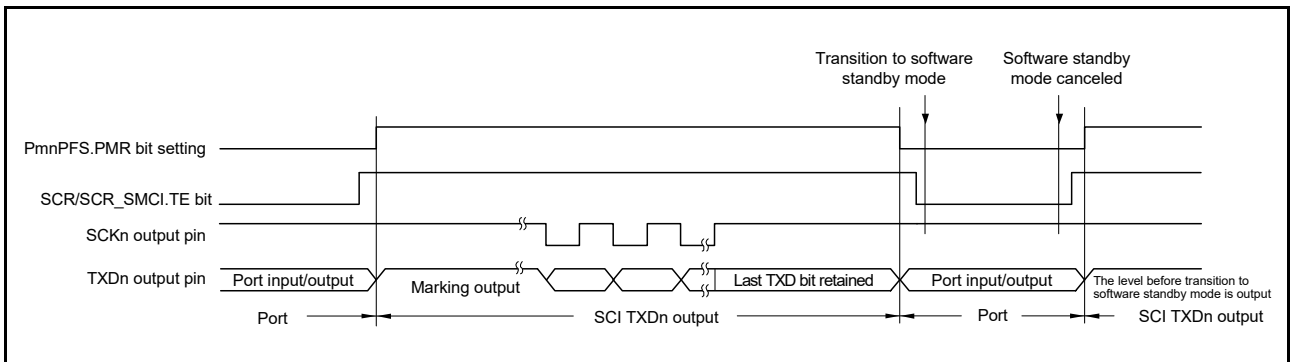 Transition to software
standby mode
Software standby
mode canceled
PmnPFS.PMR bit setting
SCR/SCR_SMCI.TE bit
SCKn output pin
TXDn output pin
Port input/output
Marking output
Last TXD bit retained
Port input/output
The level before transition to
software standby mode is output
Port
SCI TXDn output
Port
SCI TXDn output